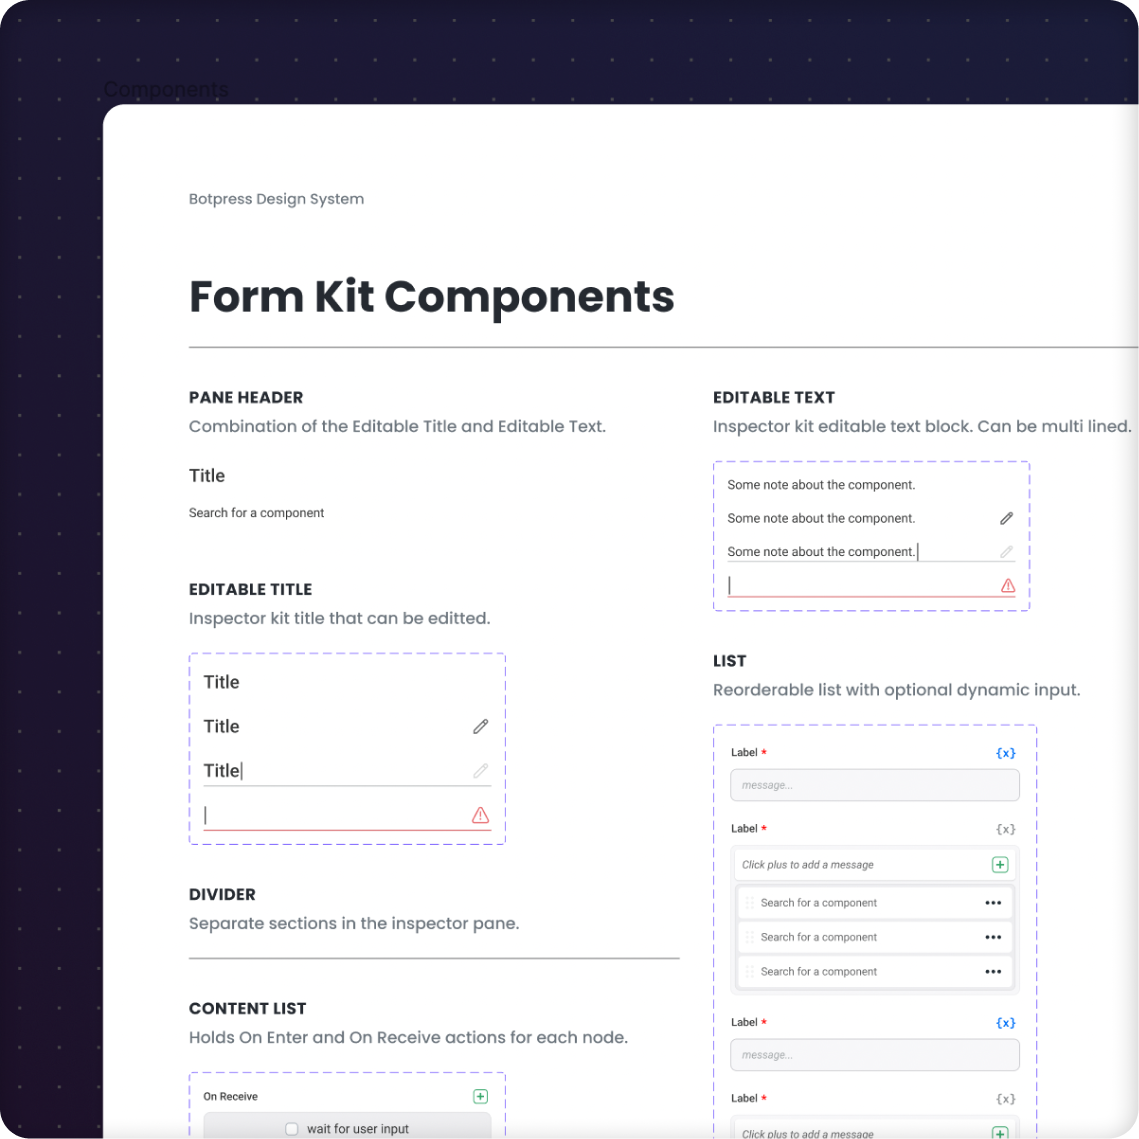 Components
Botpress Design System
Form Kit Components
PANE HEADER
Combination of the Editable Title and Editable Text.
Title
Search for a component
EDITABLE TITLE
Inspector kit title that can be editted.
Title
Title
Title
DIVIDER
Separate sections in the inspector pane.
CONTENT LIST
Holds On Enter and On Receive actions for each node.
On Receive
wait for user input
EDITABLE TEXT
Inspector kit editable text block. Can be multi lined.
Some note about the component.
Some note about the component.
Some note about the component.
LIST
Reorderable list with optional dynamic input.
Label * {x}
message...
Label * {x}
Click plus to add a message
Search for a component
Search for a component
Search for a component
Label * {x}
message...
Label * {x}
Click plus to add a message